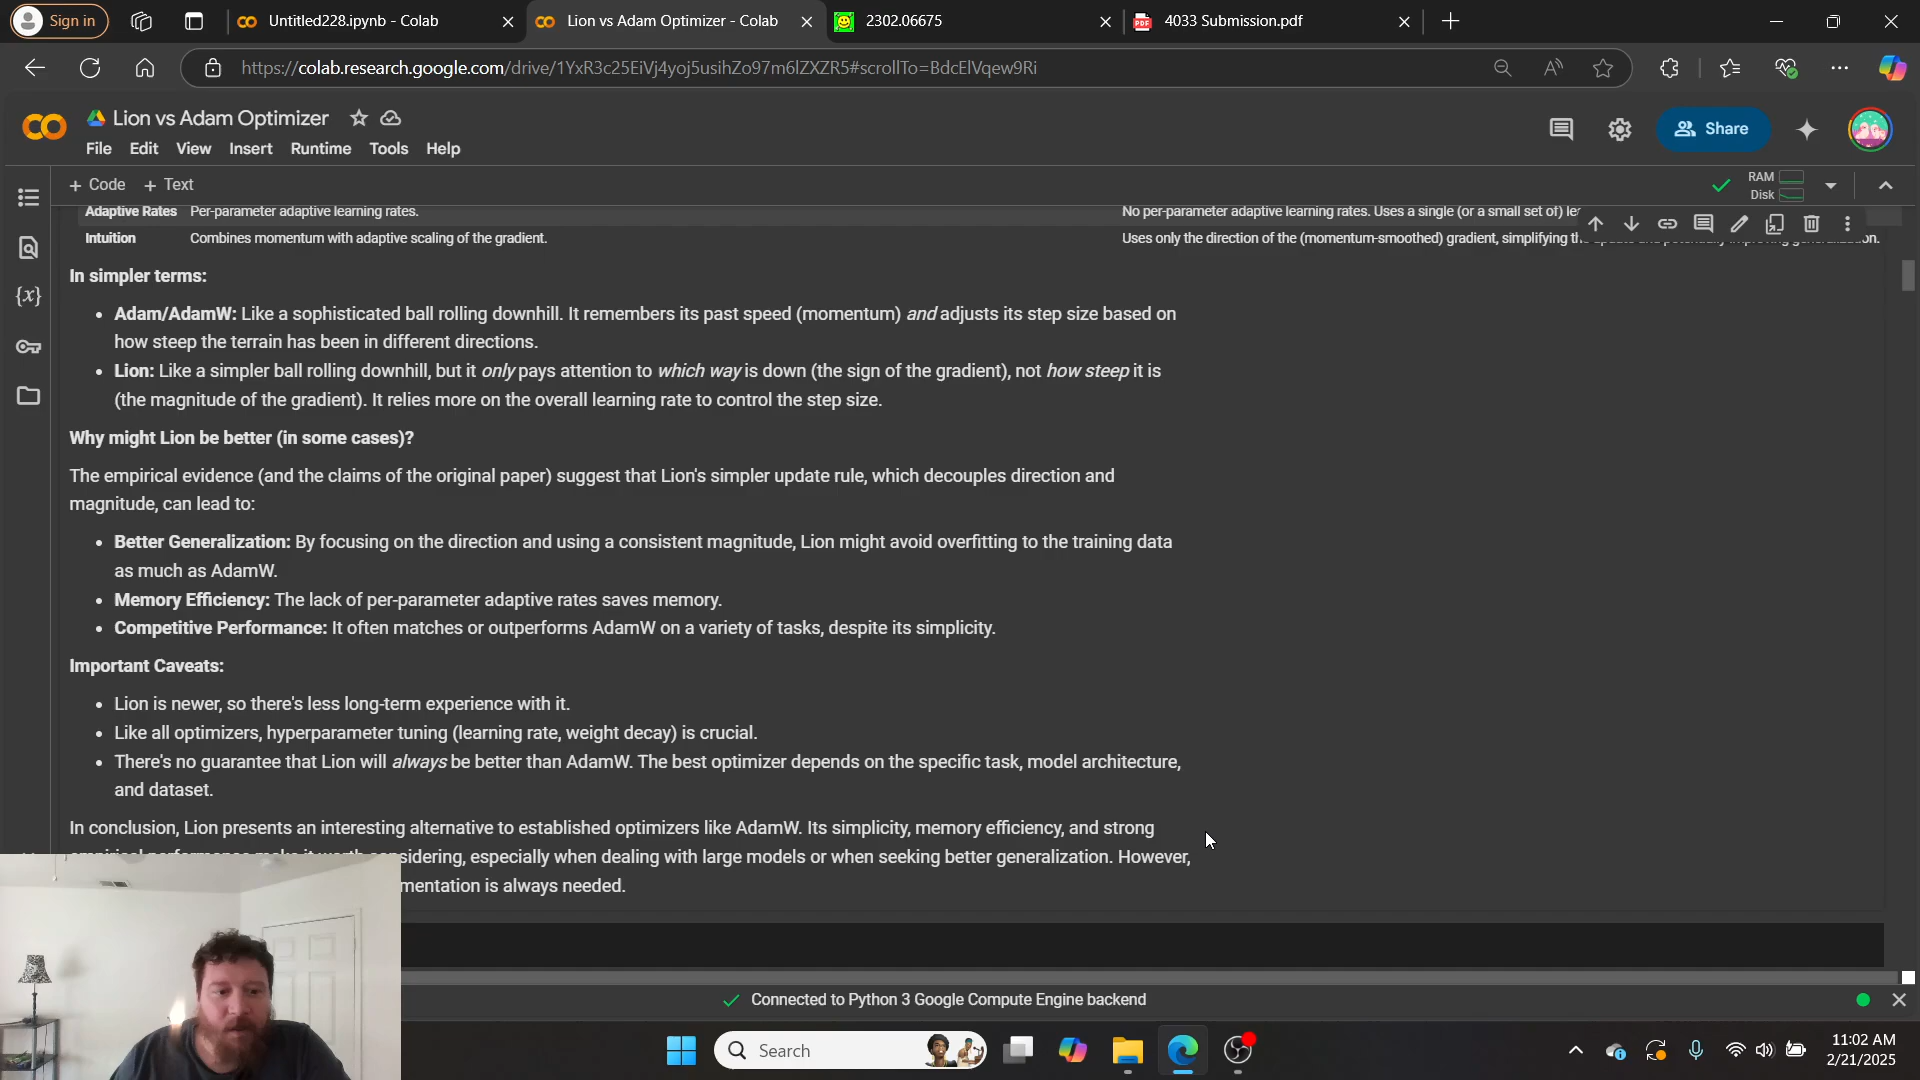 Sign in
Untitled228.ipynb - Colab
Lion vs Adam Optimizer - Colab
2302.06675
4033 Submission.pdf
https://colab.research.google.com/drive/1YxR3c25EiVj4yoj5usihZo97m6lZXZR5#scrollTo=BdcElVqew9Ri
Lion vs Adam Optimizer
Share
File Edit View Insert Runtime Tools Help
+ Code + Text
RAM
Disk
Adaptive Rates Per-parameter adaptive learning rates. No per-parameter adaptive learning rates. Uses a single (or a small set of)
Intuition Combines momentum with adaptive scaling of the gradient. Uses only the direction of the (momentum-smoothed) gradient, simplifying
In simpler terms:
• Adam/AdamW: Like a sophisticated ball rolling downhill. It remembers its past speed (momentum) and adjusts its step size based on
how steep the terrain has been in different directions.
• Lion: Like a simpler ball rolling downhill, but it only pays attention to which way is down (the sign of the gradient), not how steep it is
(the magnitude of the gradient). It relies more on the overall learning rate to control the step size.
Why might Lion be better (in some cases)?
The empirical evidence (and the claims of the original paper) suggest that Lion's simpler update rule, which decouples direction and
magnitude, can lead to:
• Better Generalization: By focusing on the direction and using a consistent magnitude, Lion might avoid overfitting to the training data
as much as AdamW.
• Memory Efficiency: The lack of per-parameter adaptive rates saves memory.
• Competitive Performance: It often matches or outperforms AdamW on a variety of tasks, despite its simplicity.
Important Caveats:
• Lion is newer, so there's less long-term experience with it.
• Like all optimizers, hyperparameter tuning (learning rate, weight decay) is crucial.
• There's no guarantee that Lion will always be better than AdamW. The best optimizer depends on the specific task, model architecture,
and dataset.
In conclusion, Lion presents an interesting alternative to established optimizers like AdamW. Its simplicity, memory efficiency, and strong
sidering, especially when dealing with large models or when seeking better generalization. However,
mentation is always needed.
Connected to Python 3 Google Compute Engine backend
Search
11:02 AM
2/21/2025